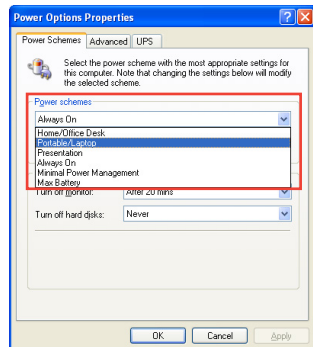 Power Options Properties
Power Schemes
Advanced
UPS
Select the power scheme with the most appropriate settings for
this computer. Note that changing the settings below will modify
the selected scheme.
Power schemes
Always On
Home/Office Desk
Portable/Laptop
Presentation
Always On
Minimal Power Management
Max Battery
Turn off monitor:
After 20 mins
Turn off hard disks:
Never
OK
Cancel
Apply